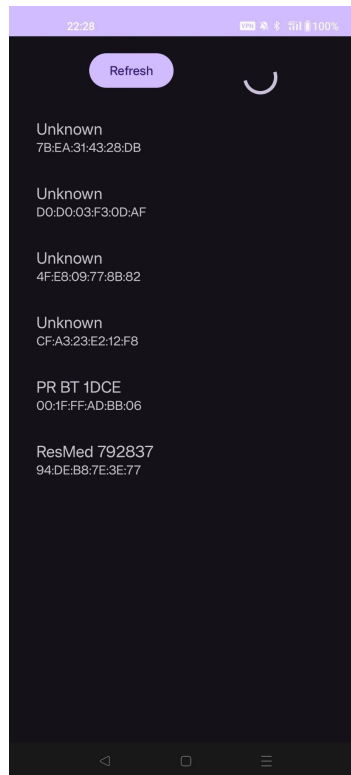 22:28
VPN 100%
Refresh
Unknown
7B:EA:31:43:28:DB
Unknown
D0:D0:03:F3:0D:AF
Unknown
4F:E8:09:77:8B:82
Unknown
CF:A3:23:E2:12:F8
PR BT 1DCE
00:1F:FF:AD:BB:06
ResMed 792837
94:DE:B8:7E:3E:77